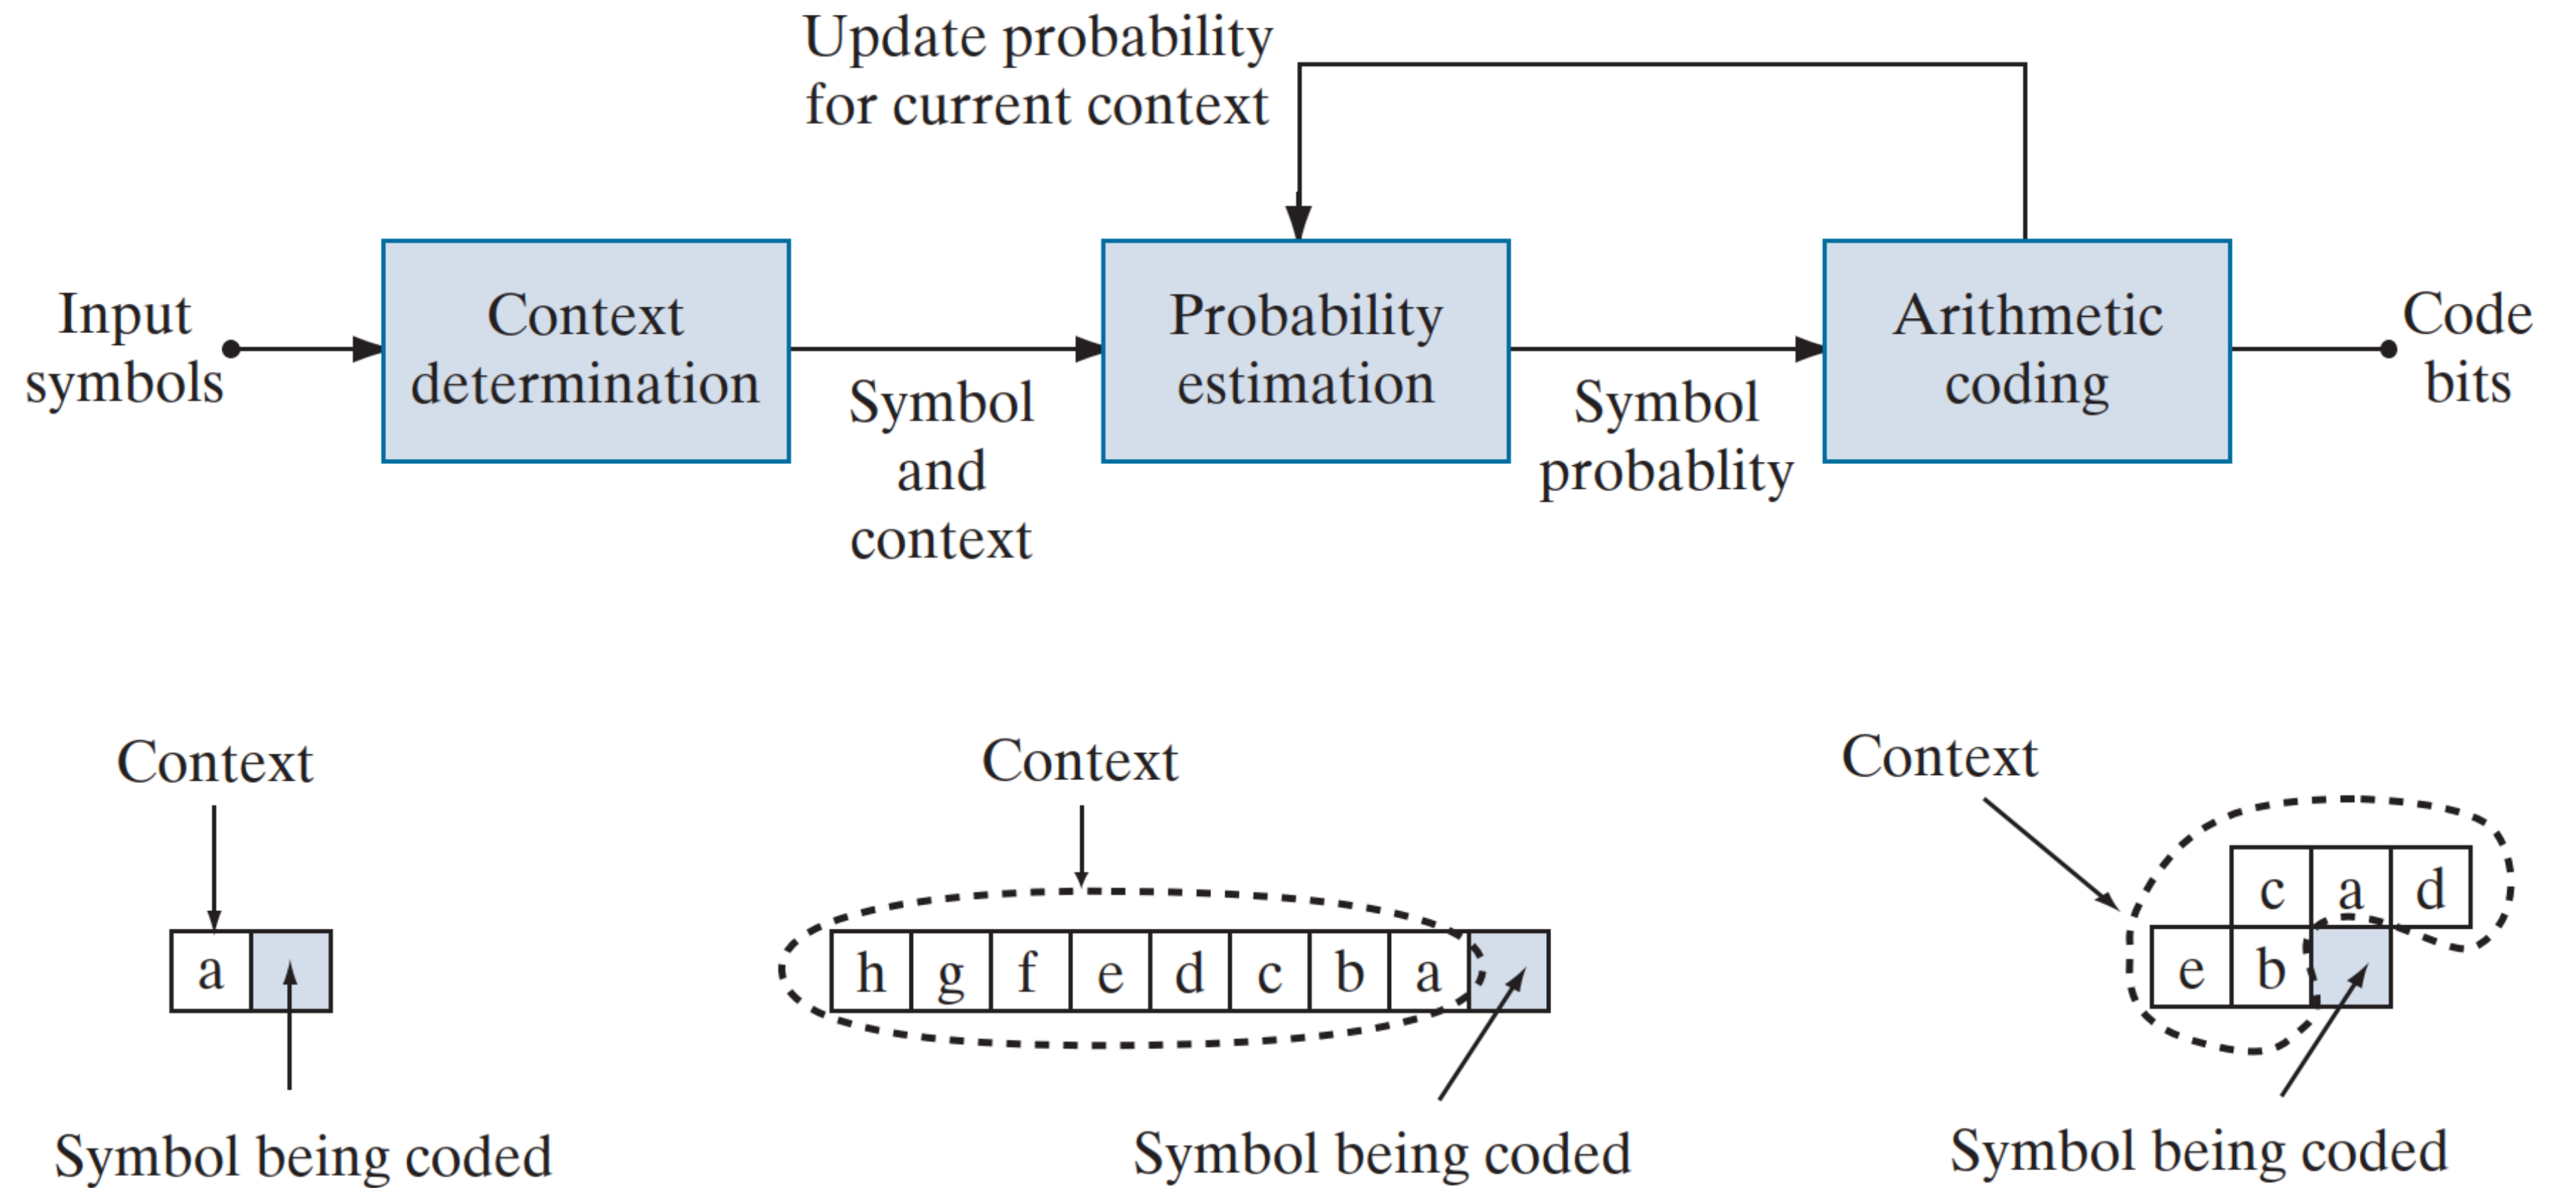 Update probability
for current context
Input
symbols
Context
determination
Symbol
and
context
Probability
estimation
Symbol
probablity
Arithmetic
coding
Code
bits
Context
a
Symbol being coded
Context
h g f e d c b a
Symbol being coded
Context
c a d
e b
Symbol being coded